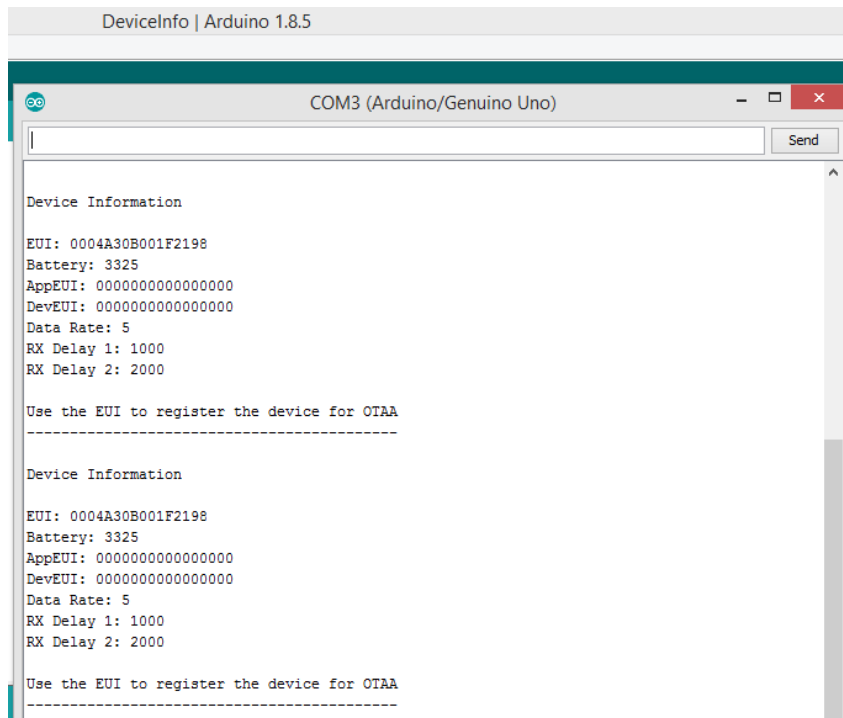 DeviceInfo | Arduino 1.8.5
COM3 (Arduino/Genuino Uno)
Send
Device Information
EUI: 0004A30B001F2198
Battery: 3325
AppEUI: 0000000000000000
DevEUI: 0000000000000000
Data Rate: 5
RX Delay 1: 1000
RX Delay 2: 2000
Use the EUI to register the device for OTAA
-------------------------------------------
Device Information
EUI: 0004A30B001F2198
Battery: 3325
AppEUI: 0000000000000000
DevEUI: 0000000000000000
Data Rate: 5
RX Delay 1: 1000
RX Delay 2: 2000
Use the EUI to register the device for OTAA
-------------------------------------------